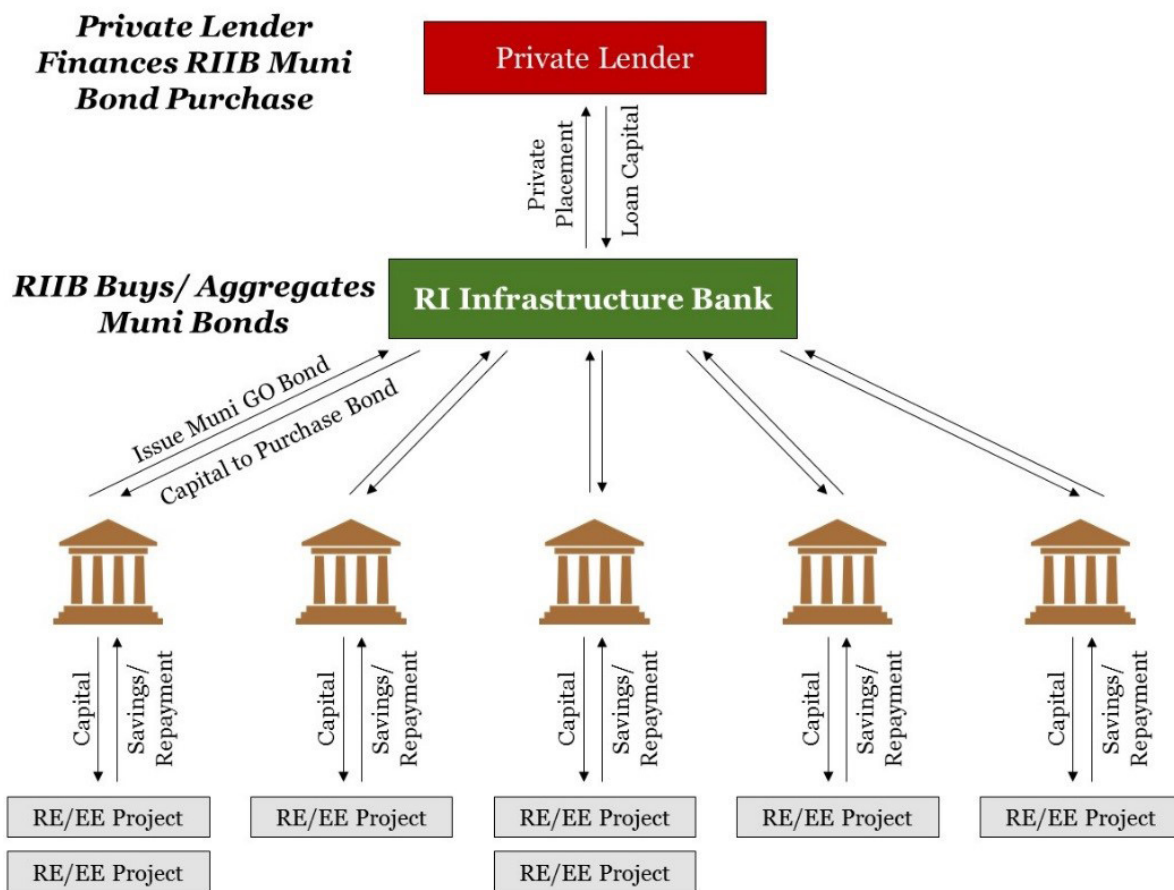 Private Lender
Finances RIIB Muni
Bond Purchase
Private Lender
Private
Placement
Loan Capital
RIIB Buys/ Aggregates
Muni Bonds
RI Infrastructure Bank
Issue Muni GO Bond
Capital to Purchase Bond
Capital
Savings/
Repayment
Capital
Savings/
Repayment
Capital
Savings/
Repayment
Capital
Savings/
Repayment
Capital
Savings/
Repayment
RE/EE Project
RE/EE Project
RE/EE Project
RE/EE Project
RE/EE Project
RE/EE Project
RE/EE Project